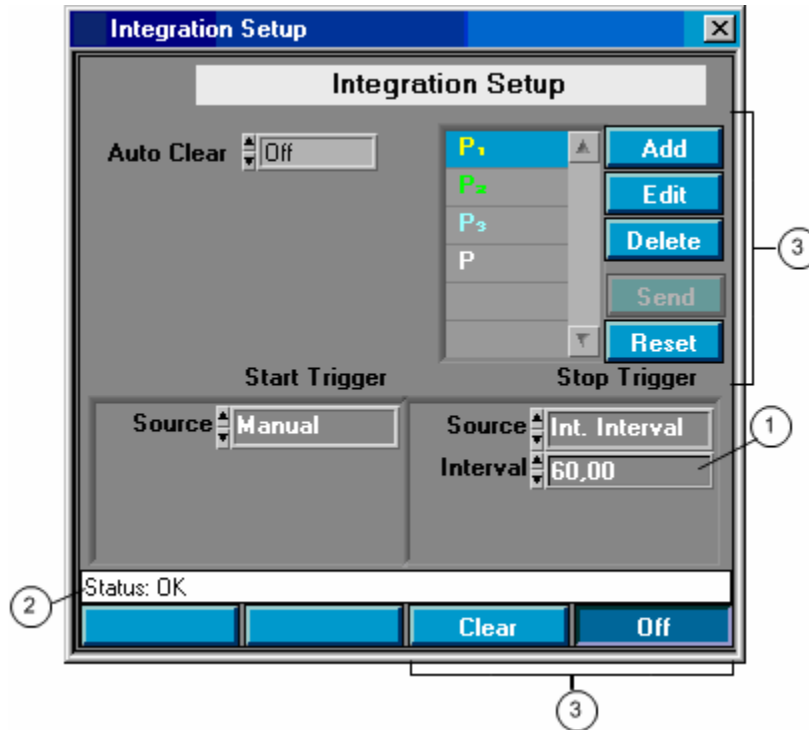 Integration Setup
Integration Setup
Auto Clear Off
P₁
P₂
P₃
P
Add
Edit
Delete
Send
Reset
3
Start Trigger
Stop Trigger
Source Manual
Source Int. Interval
1
Interval 60,00
Status: OK
2
Clear Off
3